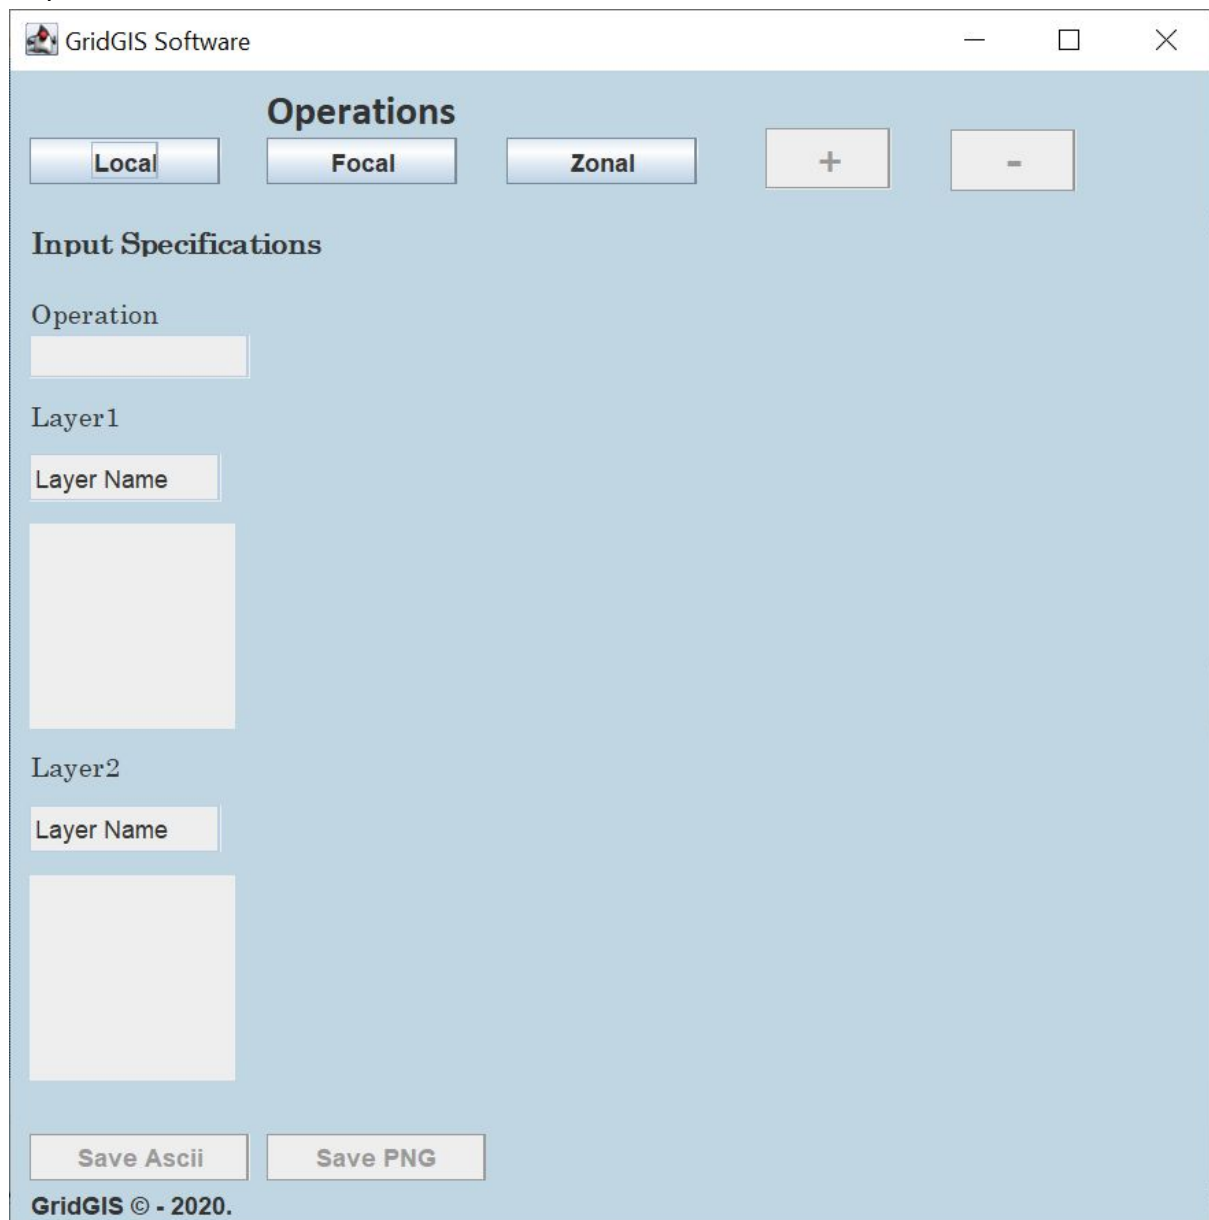 GridGIS Software
Operations
Local Focal Zonal + -
Input Specifications
Operation
Layer1
Layer Name
Layer2
Layer Name
Save Ascii Save PNG
GridGIS © - 2020.